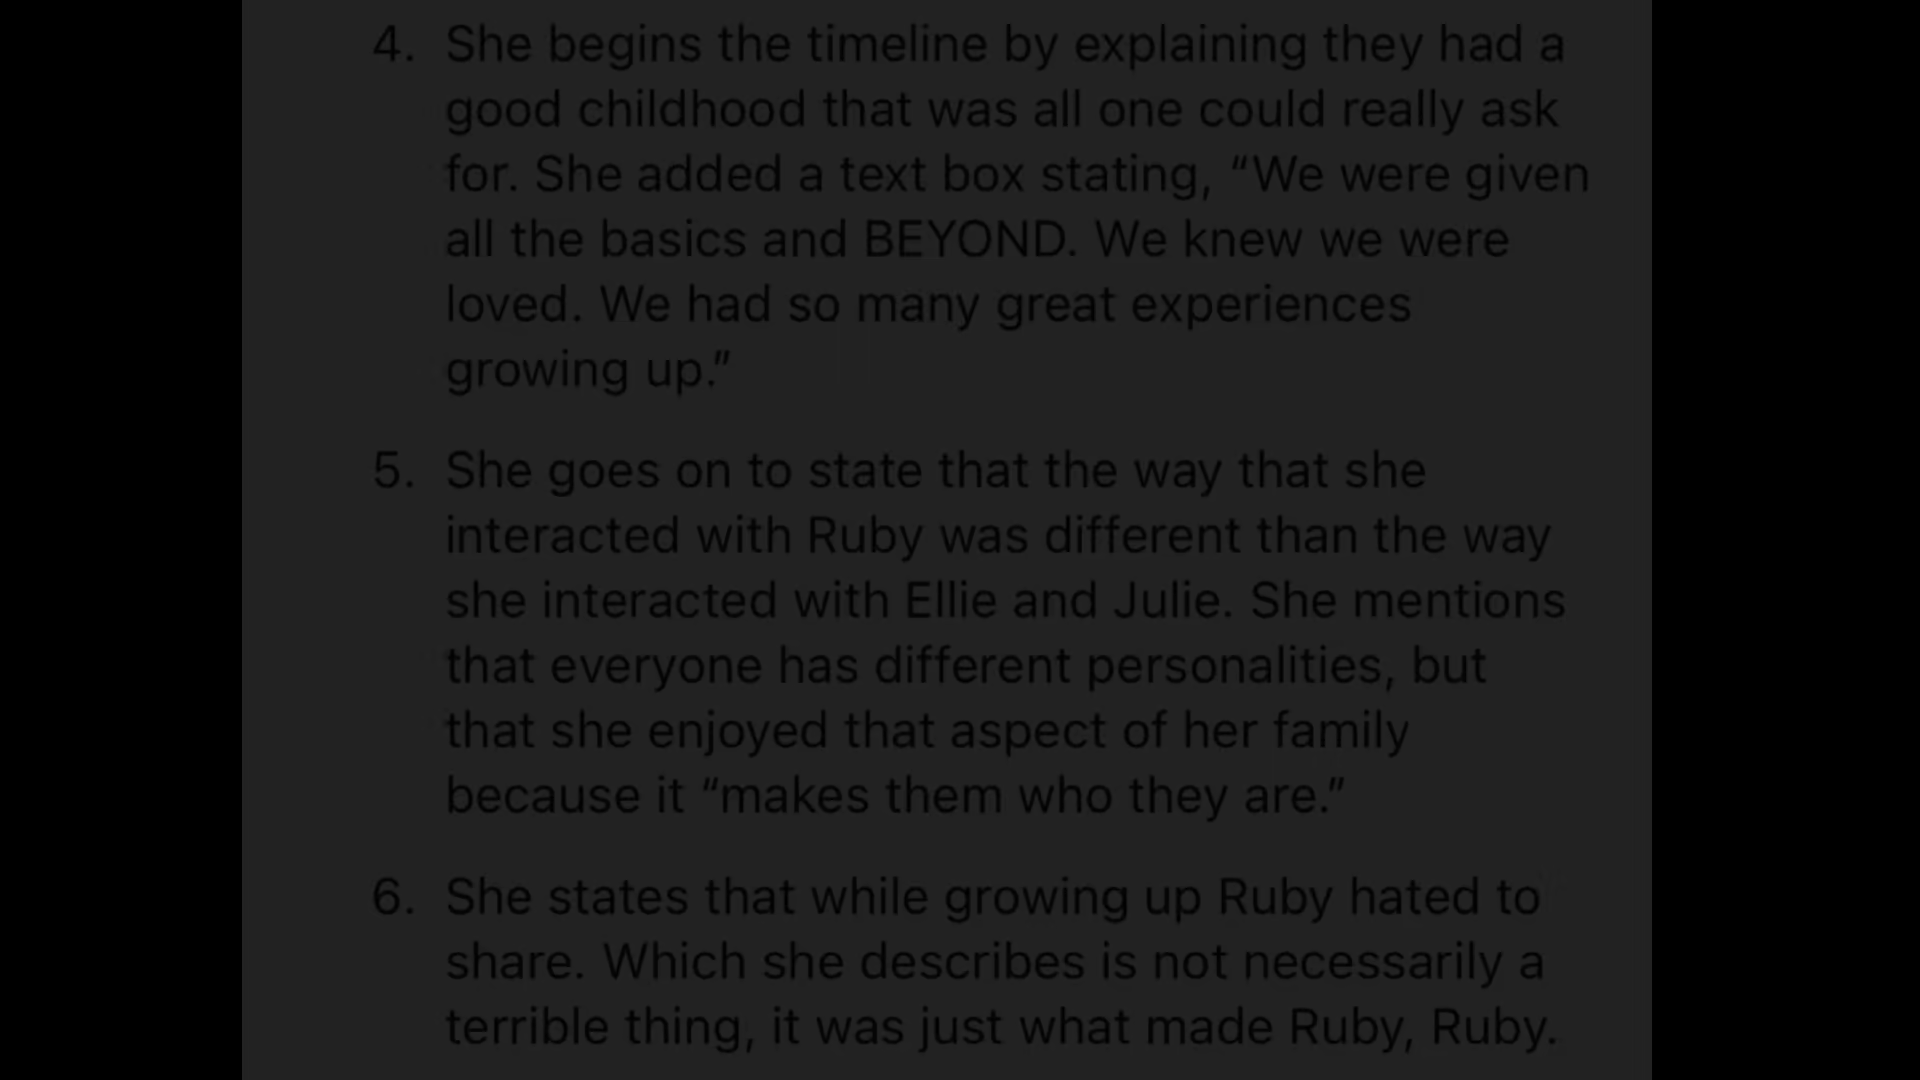 4. She begins the timeline by explaining they had a
good childhood that was all one could really ask
for. She added a text box stating, “We were given
all the basics and BEYOND. We knew we were
loved. We had so many great experiences
growing up.”
5. She goes on to state that the way that she
interacted with Ruby was different than the way
she interacted with Ellie and Julie. She mentions
that everyone has different personalities, but
that she enjoyed that aspect of her family
because it “makes them who they are.”
6. She states that while growing up Ruby hated to
share. Which she describes is not necessarily a
terrible thing, it was just what made Ruby, Ruby.